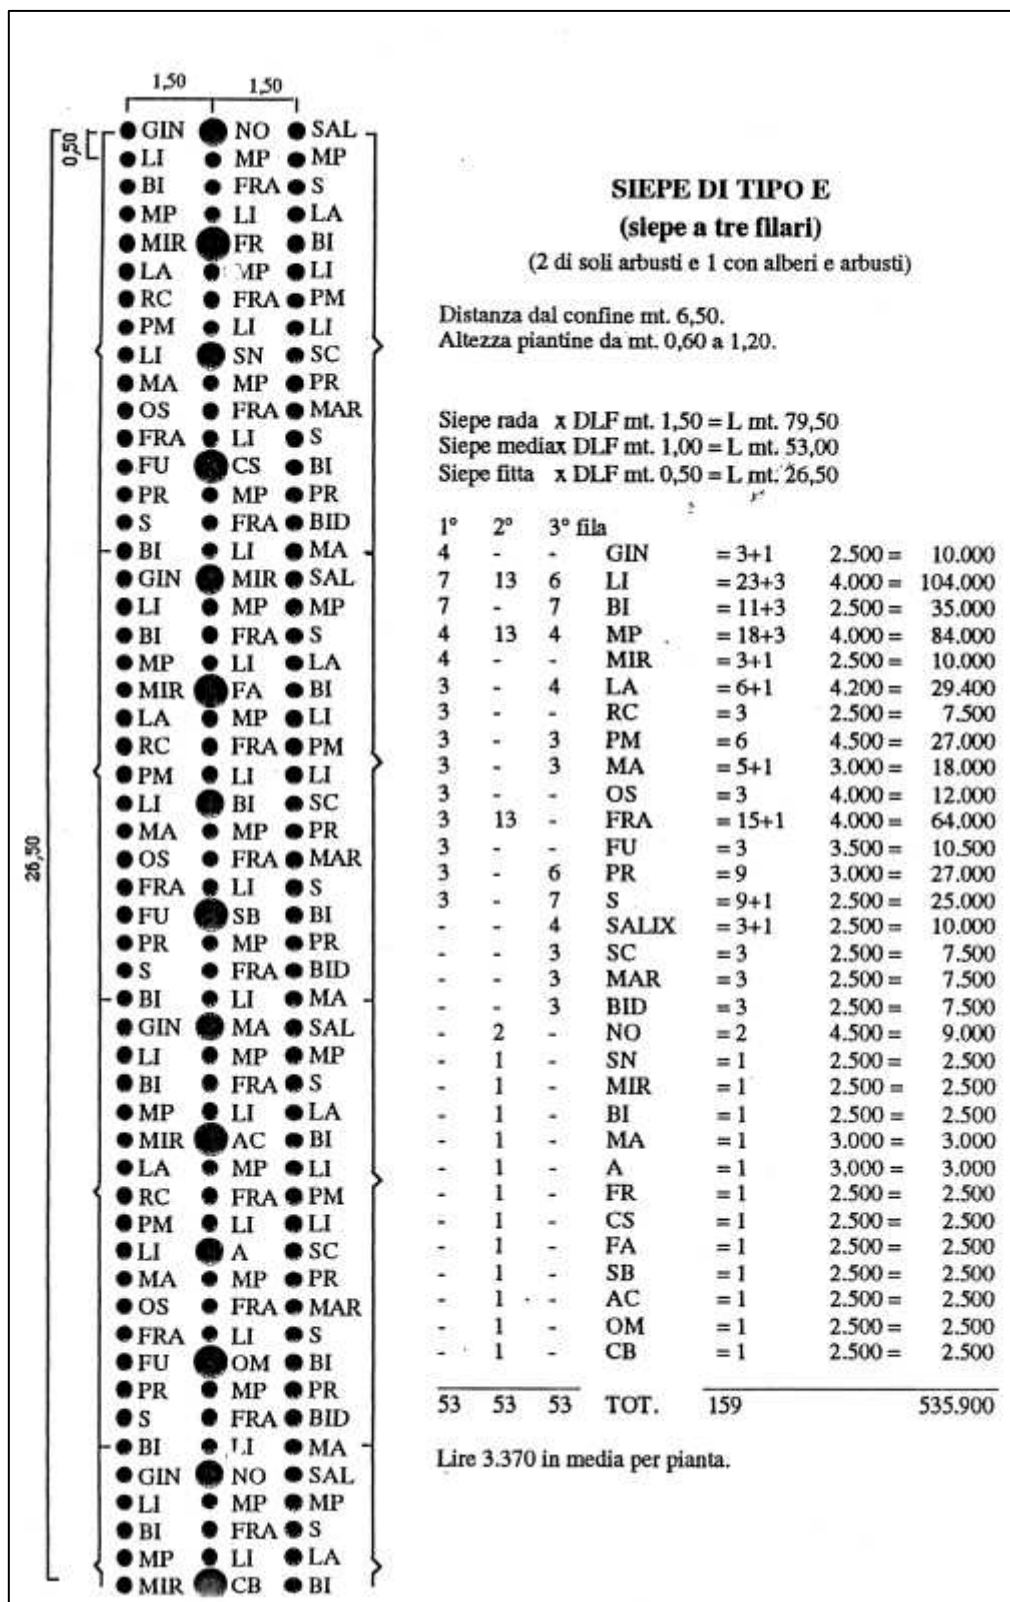 1,50 1,50
0,50
26,50
GIN NO SAL
LI MP MP
BI FRA S
MP LI LA
MIR FR BI
LA MP LI
RC FRA PM
PM LI LI
LI SN SC
MA MP PR
OS FRA MAR
FRA LI S
FU CS BI
PR MP PR
S FRA BID
BI LI MA
GIN MIR SAL
LI MP MP
BI FRA S
MP LI LA
MIR FA BI
LA MP LI
RC FRA PM
PM LI LI
LI BI SC
MA MP PR
OS FRA MAR
FRA LI S
FU SB BI
PR MP PR
S FRA BID
BI LI MA
GIN MA SAL
LI MP MP
BI FRA S
MP LI LA
MIR AC BI
LA MP LI
RC FRA PM
PM LI LI
LI A SC
MA MP PR
OS FRA MAR
FRA LI S
FU OM BI
PR MP PR
S FRA BID
BI LI MA
GIN NO SAL
LI MP MP
BI FRA S
MP LI LA
MIR CB BI
SIEPE DI TIPO E
(siepe a tre filari)
(2 di soli arbusti e 1 con alberi e arbusti)
Distanza dal confine mt. 6,50.
Altezza piantine da mt. 0,60 a 1,20.
Siepe rada x DLF mt. 1,50 = L mt. 79,50
Siepe mediax DLF mt. 1,00 = L mt. 53,00
Siepe fitta x DLF mt. 0,50 = L mt. 26,50
1° 2° 3° fila
4 - - GIN = 3+1 2.500 = 10.000
7 13 6 LI = 23+3 4.000 = 104.000
7 - 7 BI = 11+3 2.500 = 35.000
4 13 4 MP = 18+3 4.000 = 84.000
4 - - MIR = 3+1 2.500 = 10.000
3 - 4 LA = 6+1 4.200 = 29.400
3 - - RC = 3 2.500 = 7.500
3 - 3 PM = 6 4.500 = 27.000
3 - 3 MA = 5+1 3.000 = 18.000
3 - - OS = 3 4.000 = 12.000
3 13 - FRA = 15+1 4.000 = 64.000
3 - - FU = 3 3.500 = 10.500
3 - 6 PR = 9 3.000 = 27.000
3 - 7 S = 9+1 2.500 = 25.000
- - 4 SALIX = 3+1 2.500 = 10.000
- - 3 SC = 3 2.500 = 7.500
- - 3 MAR = 3 2.500 = 7.500
- - 3 BID = 3 2.500 = 7.500
- 2 - NO = 2 4.500 = 9.000
- 1 - SN = 1 2.500 = 2.500
- 1 - MIR = 1 2.500 = 2.500
- 1 - BI = 1 2.500 = 2.500
- 1 - MA = 1 3.000 = 3.000
- 1 - A = 1 3.000 = 3.000
- 1 - FR = 1 2.500 = 2.500
- 1 - CS = 1 2.500 = 2.500
- 1 - FA = 1 2.500 = 2.500
- 1 - SB = 1 2.500 = 2.500
- 1 - AC = 1 2.500 = 2.500
- 1 - OM = 1 2.500 = 2.500
- 1 - CB = 1 2.500 = 2.500
53 53 53 TOT. 159 535.900
Lire 3.370 in media per pianta.